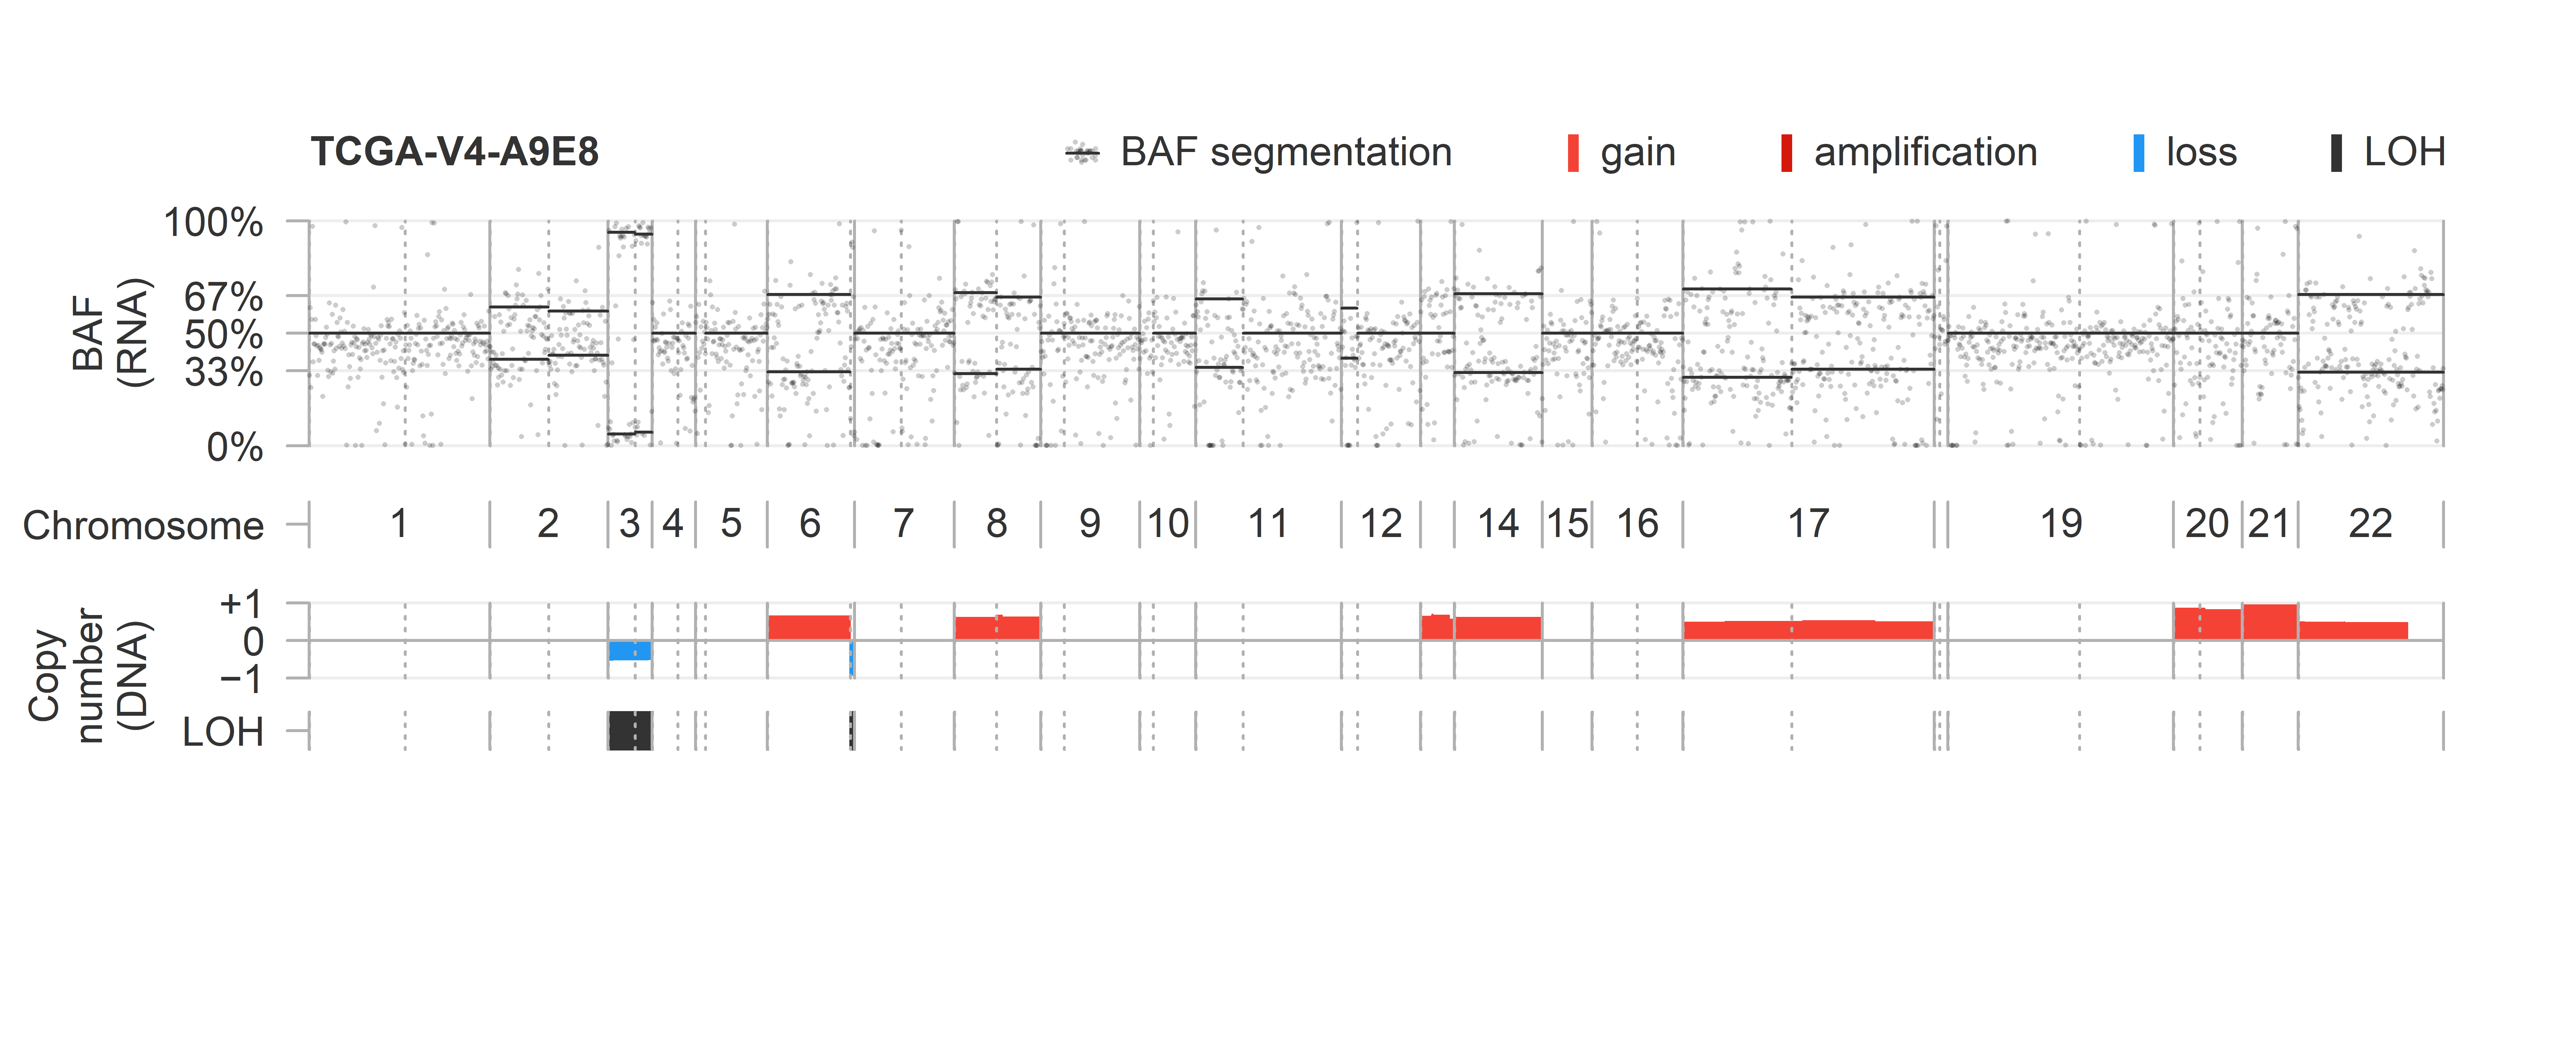 TCGA-V4-A9E8 BAF segmentation gain amplification loss LOH
BAF
(RNA)
100%
67%
50%
33%
0%
Chromosome 1 2 3 4 5 6 7 8 9 10 11 12 14 15 16 17 19 20 21 22
Copy
number
(DNA)
+1
0
−1
LOH